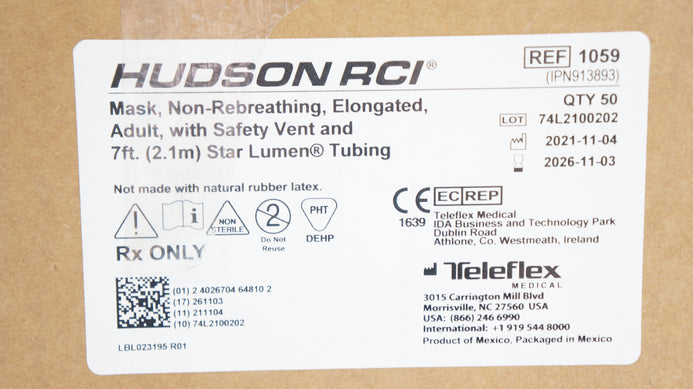 HUDSON RCI®
REF 1059
(IPN913893)
Mask, Non-Rebreathing, Elongated,
Adult, with Safety Vent and
7ft. (2.1m) Star Lumen® Tubing
QTY 50
LOT 74L2100202
2021-11-04
2026-11-03
Not made with natural rubber latex.
! i NON STERILE 2 Do Not Reuse PHT DEHP
Rx ONLY
CE 1639 EC REP
Teleflex Medical
IDA Business and Technology Park
Dublin Road
Athlone, Co. Westmeath, Ireland
Teleflex
MEDICAL
3015 Carrington Mill Blvd
Morrisville, NC 27560 USA
USA: (866) 246 6990
International: +1 919 544 8000
Product of Mexico, Packaged in Mexico
(01) 2 4026704 64810 2
(17) 261103
(11) 211104
(10) 74L2100202
LBL023195 R01